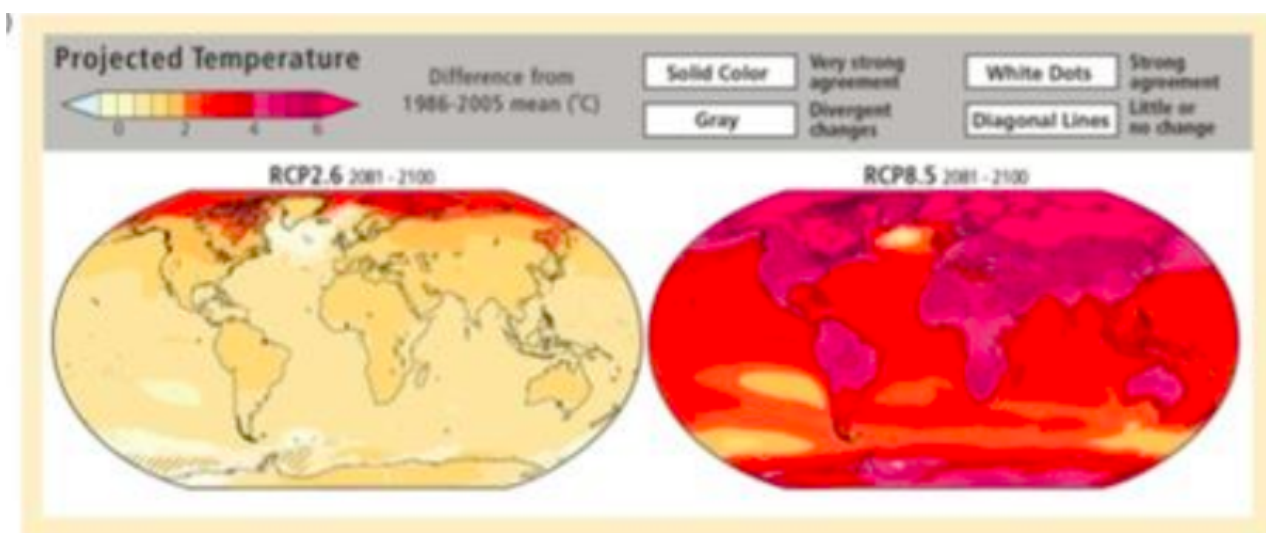 Projected Temperature
0 2 4 6
Difference from
1986-2005 mean (˚C)
Solid Color
Very strong
agreement
White Dots
Strong
agreement
Gray
Divergent
changes
Diagonal Lines
Little or
no change
RCP2.6 2081 - 2100
RCP8.5 2081 - 2100